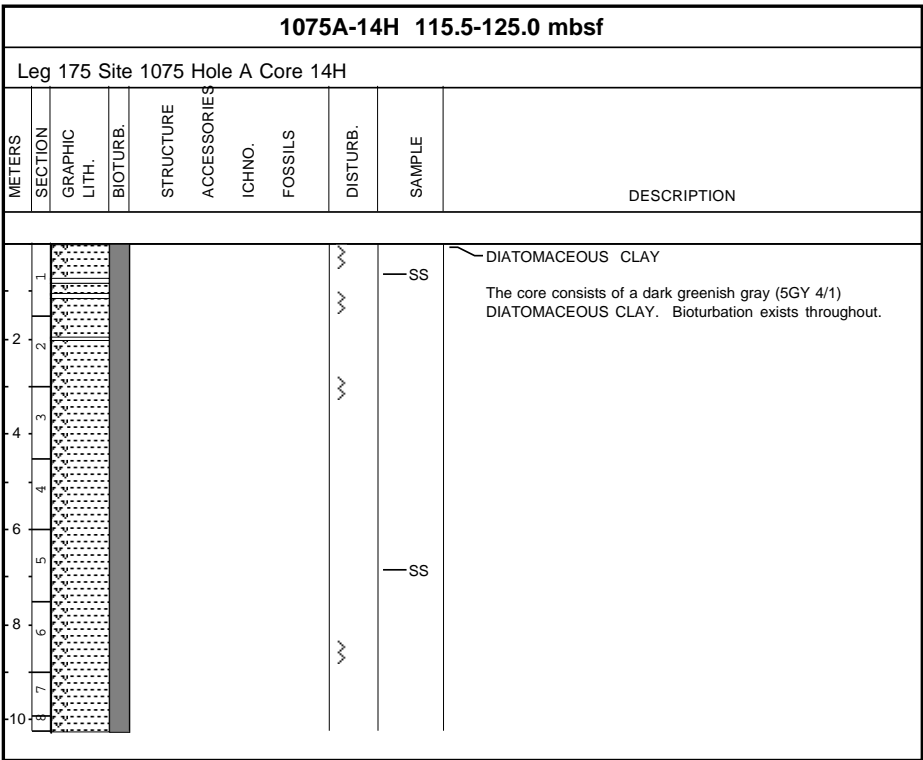 1075A-14H 115.5-125.0 mbsf
Leg 175 Site 1075 Hole A Core 14H
METERS
SECTION
GRAPHIC
LITH.
BIOTURB.
STRUCTURE
ACCESSORIES
ICHNO.
FOSSILS
DISTURB.
SAMPLE
DESCRIPTION
DIATOMACEOUS CLAY
1
SS
The core consists of a dark greenish gray (5GY 4/1)
DIATOMACEOUS CLAY. Bioturbation exists throughout.
2
2
3
4
4
6
5
SS
8
6
7
10
8